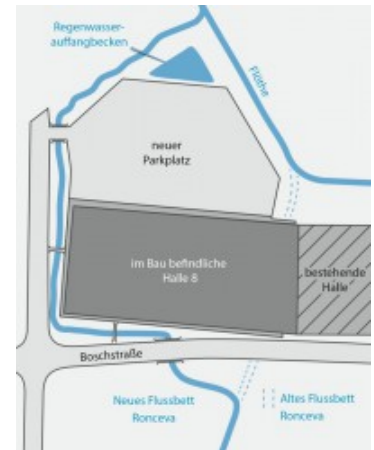 Regenwasser-
auffangbecken
Flöthe
neuer
Parkplatz
im Bau befindliche
Halle 8
bestehende
Halle
Boschstraße
Neues Flussbett
Ronceva
Altes Flussbett
Ronceva